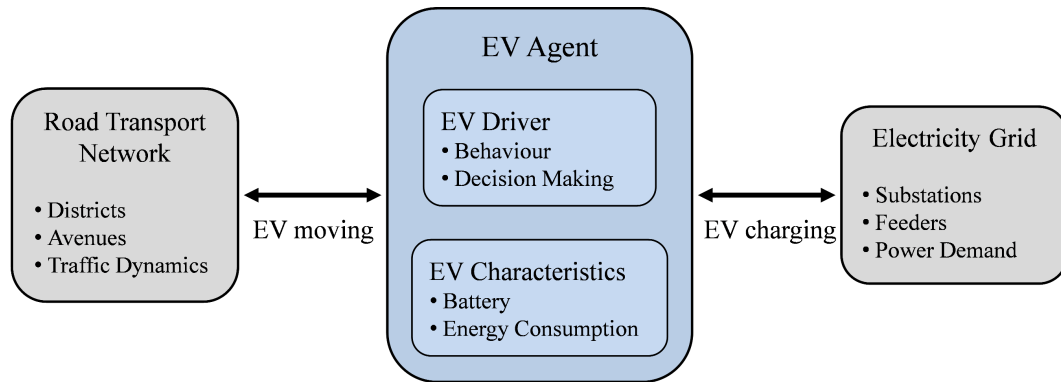 Road Transport
Network
• Districts
• Avenues
• Traffic Dynamics
EV moving
EV Agent
EV Driver
• Behaviour
• Decision Making
EV Characteristics
• Battery
• Energy Consumption
EV charging
Electricity Grid
• Substations
• Feeders
• Power Demand